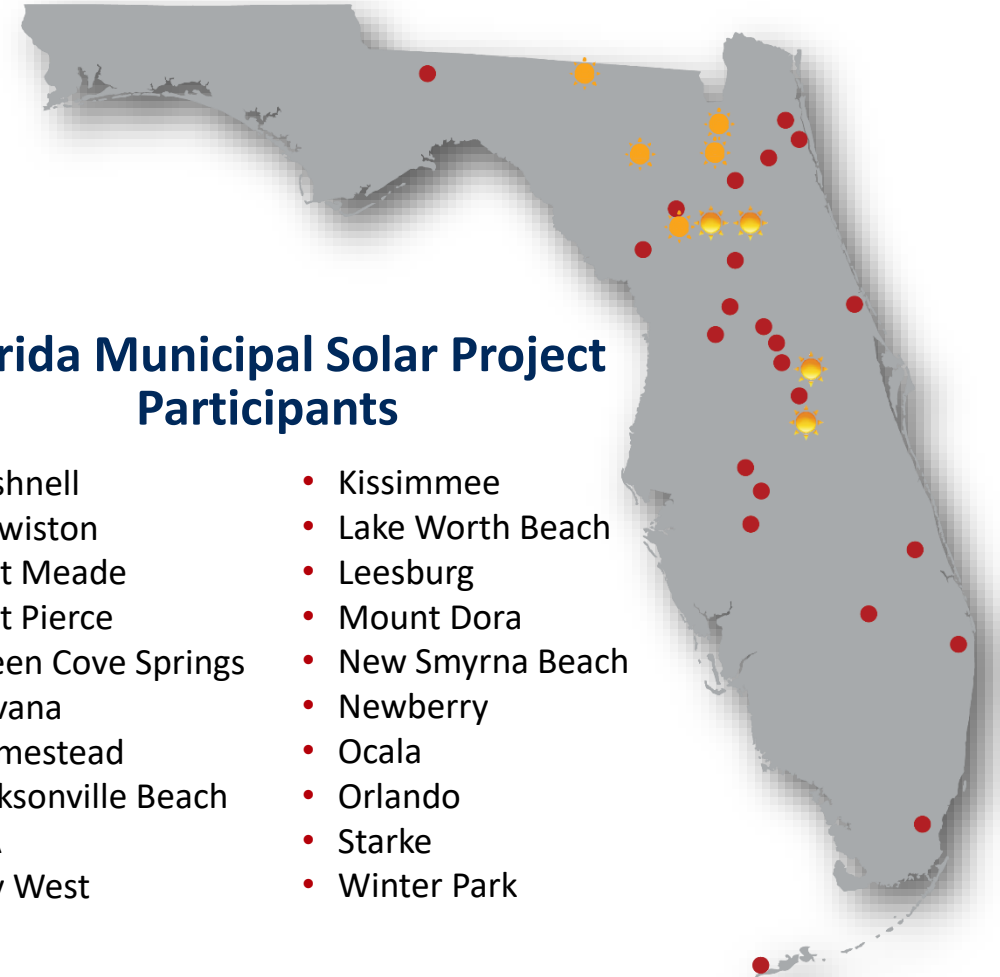 rida Municipal Solar Project
Participants
shnell
wiston
t Meade
t Pierce
een Cove Springs
vana
mestead
ksonville Beach
y West
• Kissimmee
• Lake Worth Beach
• Leesburg
• Mount Dora
• New Smyrna Beach
• Newberry
• Ocala
• Orlando
• Starke
• Winter Park